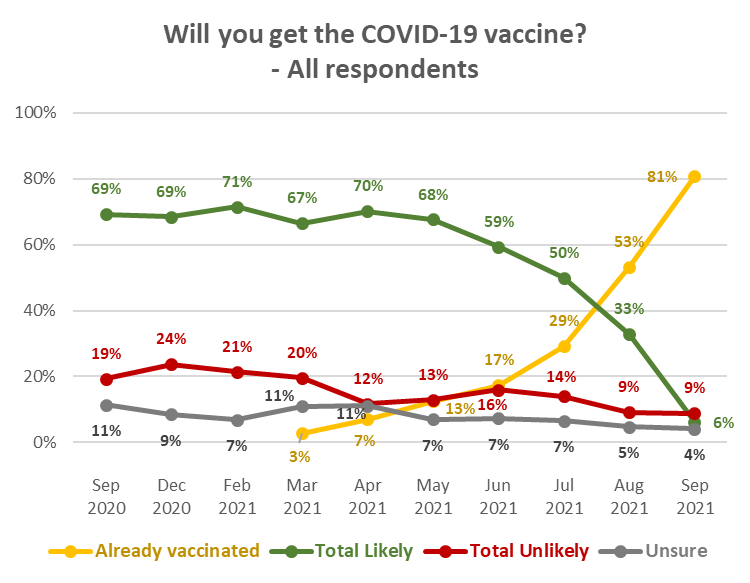 Will you get the COVID-19 vaccine?
- All respondents
100%
80%
60%
40%
20%
0%
69% 69% 71% 67% 70% 68% 59% 50% 33% 6%
3% 7% 13% 17% 29% 53% 81%
19% 24% 21% 20% 12% 13% 16% 14% 9% 9%
11% 9% 7% 11% 11% 7% 7% 7% 5% 4%
Sep Dec Feb Mar Apr May Jun Jul Aug Sep
2020 2020 2021 2021 2021 2021 2021 2021 2021 2021
Already vaccinated Total Likely Total Unlikely Unsure